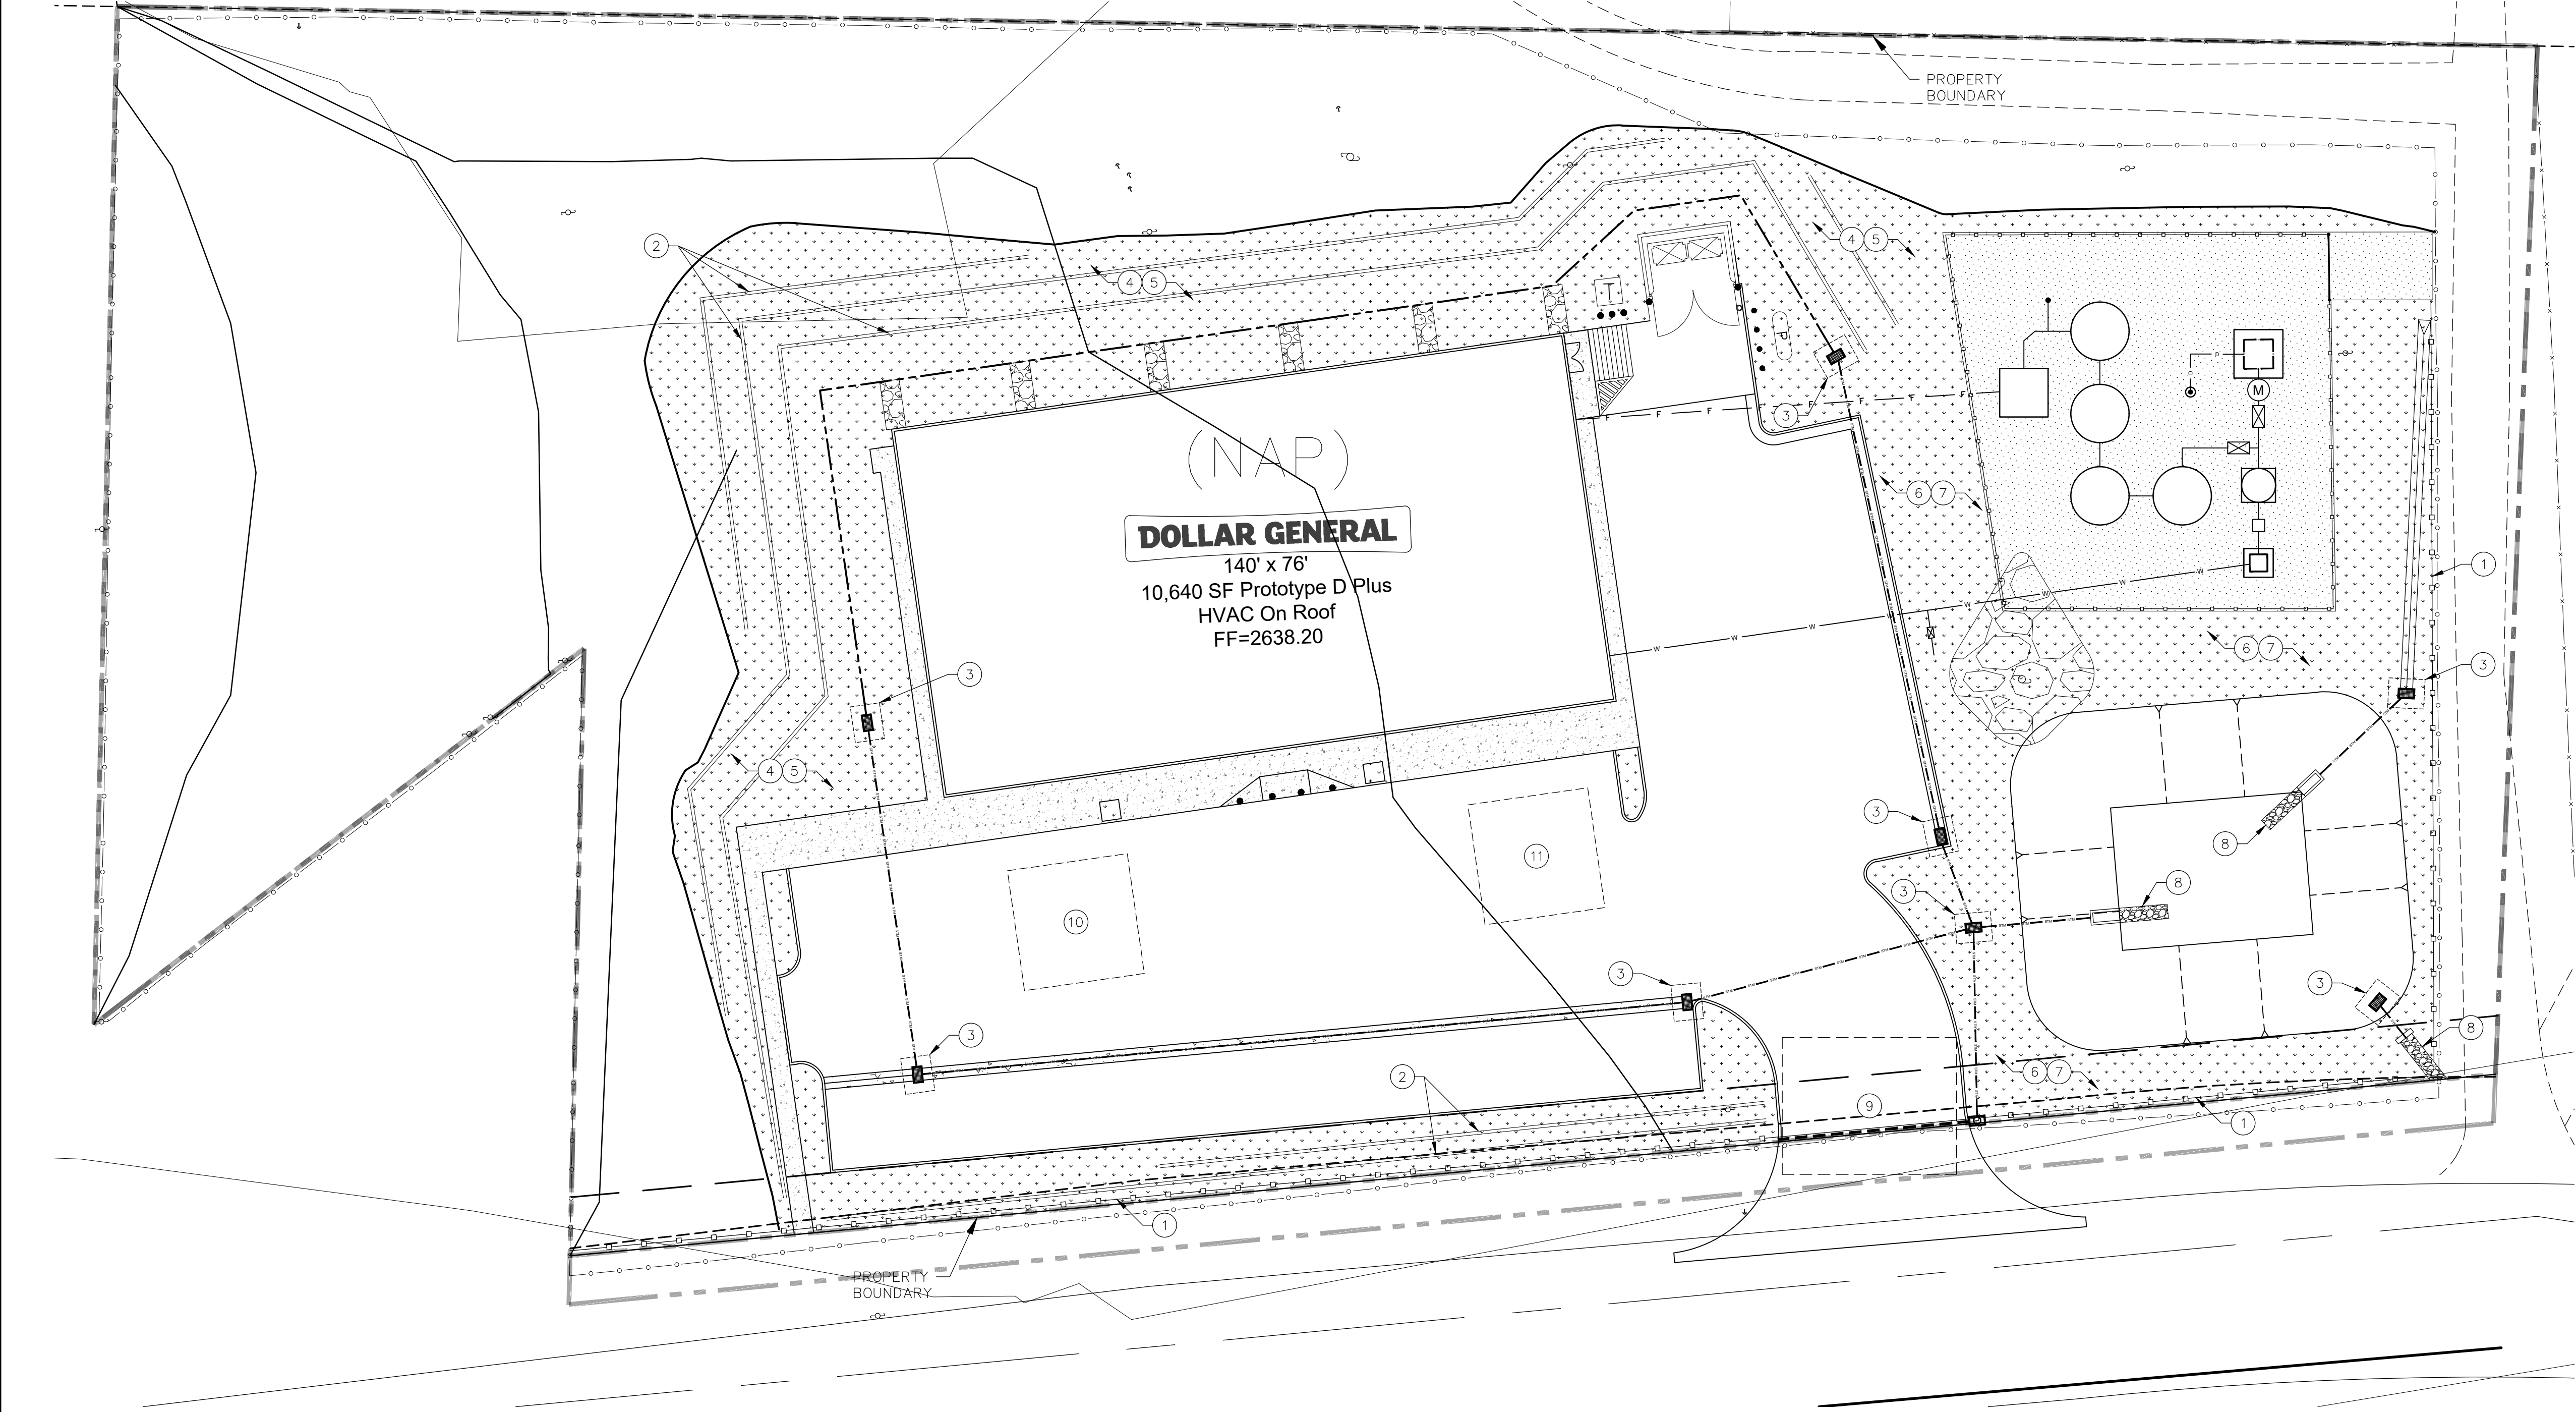 PROPERTY
BOUNDARY
2
4 5
4 5
T
P
3
F F F F F F F
M
(NAP)
DOLLAR GENERAL
140' x 76'
10,640 SF Prototype D Plus
HVAC On Roof
FF=2638.20
6 7
1
W W W W W W W W
6 7
3
3
4 5
3
8
11
8
3
10
3
3
3
8
2
9
6 7
1
1
PROPERTY
BOUNDARY